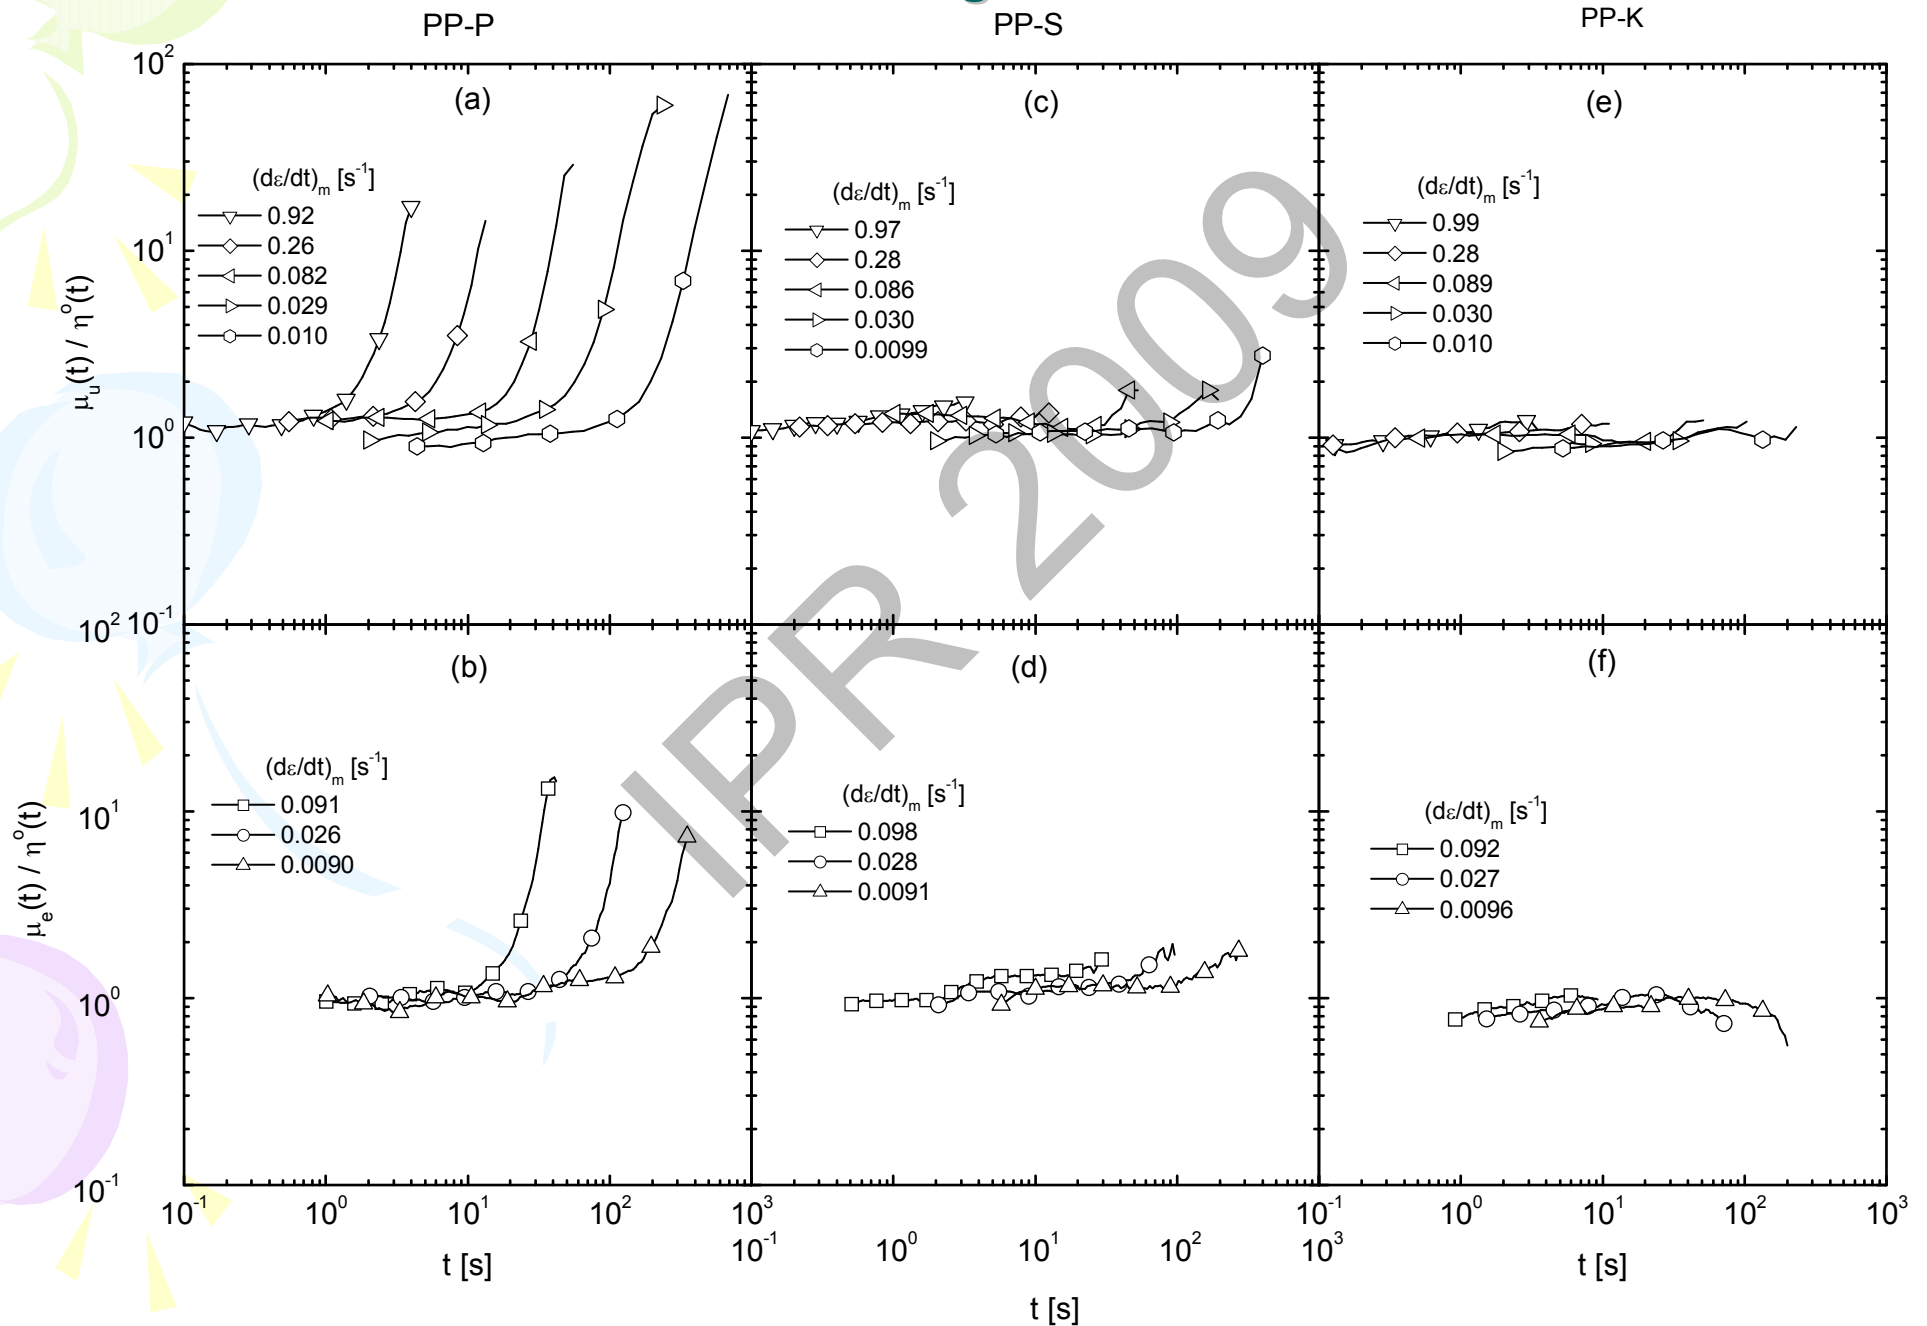 PP-P
PP-S
PP-K
(a)
(c)
(e)
(dε/dt)m [s-1]
0.92
0.26
0.082
0.029
0.010
(dε/dt)m [s-1]
0.97
0.28
0.086
0.030
0.0099
(dε/dt)m [s-1]
0.99
0.28
0.089
0.030
0.010
10^2
10^1
10^0
10^-1
μu(t) / η°(t)
(b)
(d)
(f)
(dε/dt)m [s-1]
0.091
0.026
0.0090
(dε/dt)m [s-1]
0.098
0.028
0.0091
(dε/dt)m [s-1]
0.092
0.027
0.0096
10^2
10^1
10^0
10^-1
μe(t) / η°(t)
10^-1 10^0 10^1 10^2 10^3
10^-1 10^0 10^1 10^2 10^3
10^-1 10^0 10^1 10^2 10^3
t [s]
t [s]
t [s]
IPR 2009